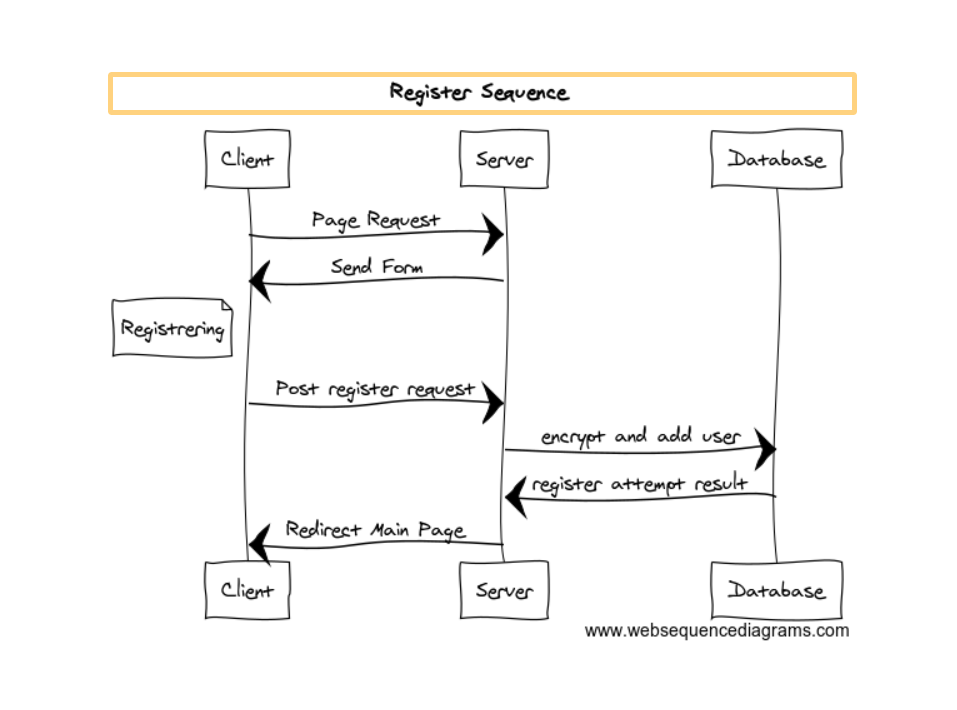 Register Sequence
Client
Server
Database
Page Request
Send Form
Registrering
Post register request
encrypt and add user
register attempt result
Redirect Main Page
Client
Server
Database
www.websequencediagrams.com